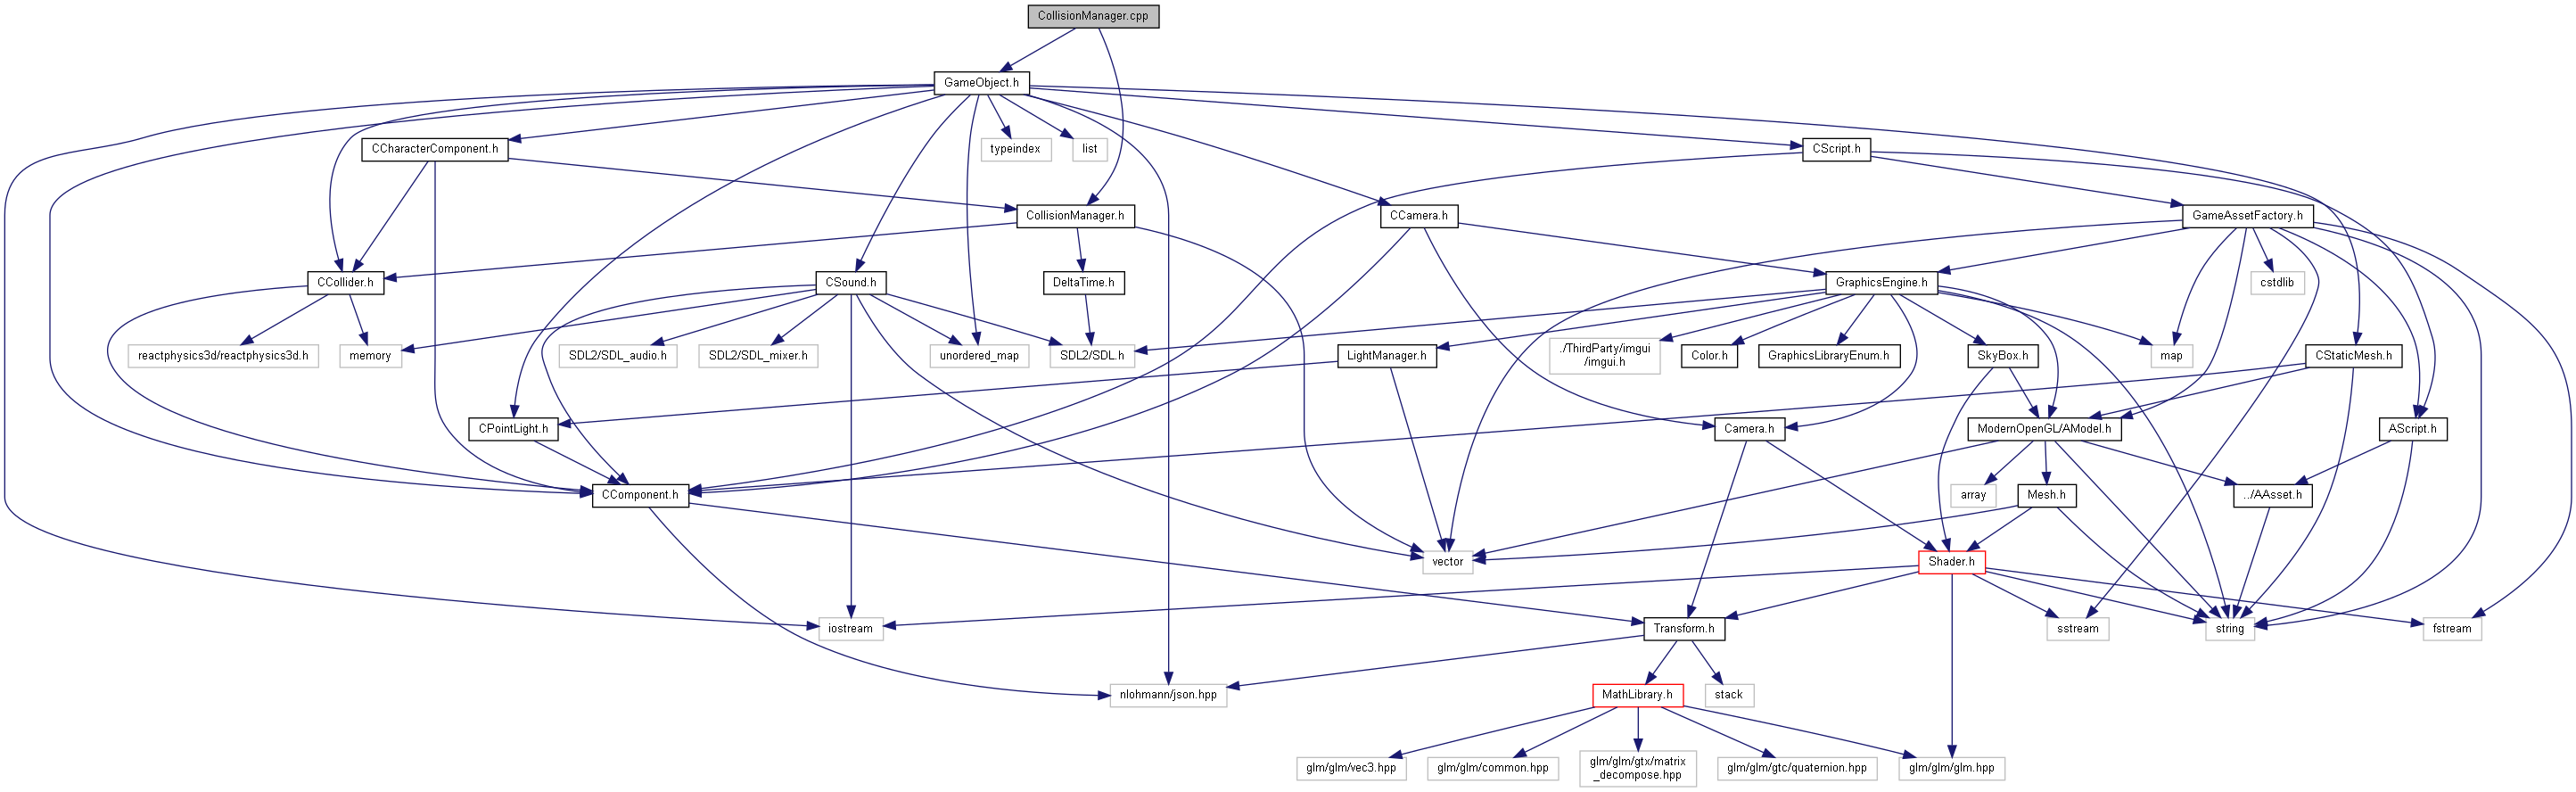 CollisionManager.cpp
GameObject.h
CCharacterComponent.h
typeindex
list
CScript.h
CollisionManager.h
CCamera.h
GameAssetFactory.h
CCollider.h
CSound.h
DeltaTime.h
GraphicsEngine.h
cstdlib
reactphysics3d/reactphysics3d.h
memory
SDL2/SDL_audio.h
SDL2/SDL_mixer.h
unordered_map
SDL2/SDL.h
LightManager.h
./ThirdParty/imgui
/imgui.h
Color.h
GraphicsLibraryEnum.h
SkyBox.h
map
CStaticMesh.h
CPointLight.h
Camera.h
ModernOpenGL/AModel.h
AScript.h
CComponent.h
array
Mesh.h
../AAsset.h
vector
Shader.h
iostream
Transform.h
sstream
string
fstream
nlohmann/json.hpp
MathLibrary.h
stack
glm/glm/vec3.hpp
glm/glm/common.hpp
glm/glm/gtx/matrix
_decompose.hpp
glm/glm/gtc/quaternion.hpp
glm/glm/glm.hpp